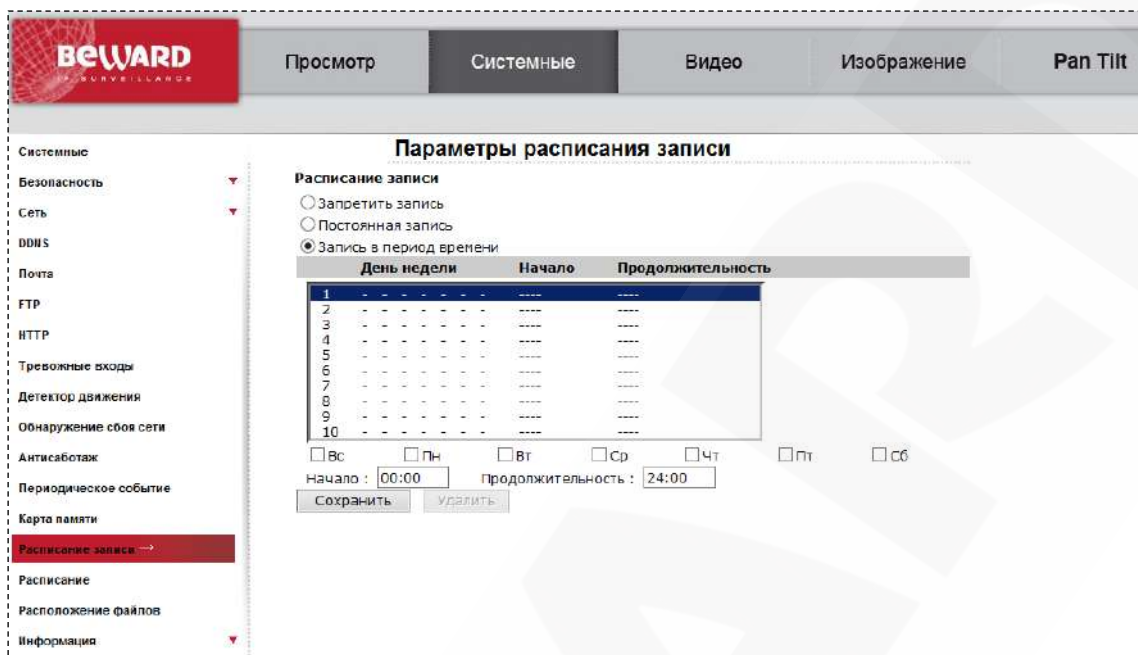 BEWARD
IP SURVEILLANCE
Просмотр Системные Видео Изображение Pan Tilt
Параметры расписания записи
Системные
Безопасность
Сеть
DDNS
Почта
FTP
HTTP
Тревожные входы
Детектор движения
Обнаружение сбоя сети
Антисаботаж
Периодическое событие
Карта памяти
Расписание записи -->
Расписание
Расположение файлов
Информация
Расписание записи
Запретить запись
Постоянная запись
Запись в период времени
День недели Начало Продолжительность
1 - - - - - - - ---- ----
2 - - - - - - - ---- ----
3 - - - - - - - ---- ----
4 - - - - - - - ---- ----
5 - - - - - - - ---- ----
6 - - - - - - - ---- ----
7 - - - - - - - ---- ----
8 - - - - - - - ---- ----
9 - - - - - - - ---- ----
10 - - - - - - - ---- ----
Вс Пн Вт Ср Чт Пт Сб
Начало : 00:00 Продолжительность : 24:00
Сохранить Удалить